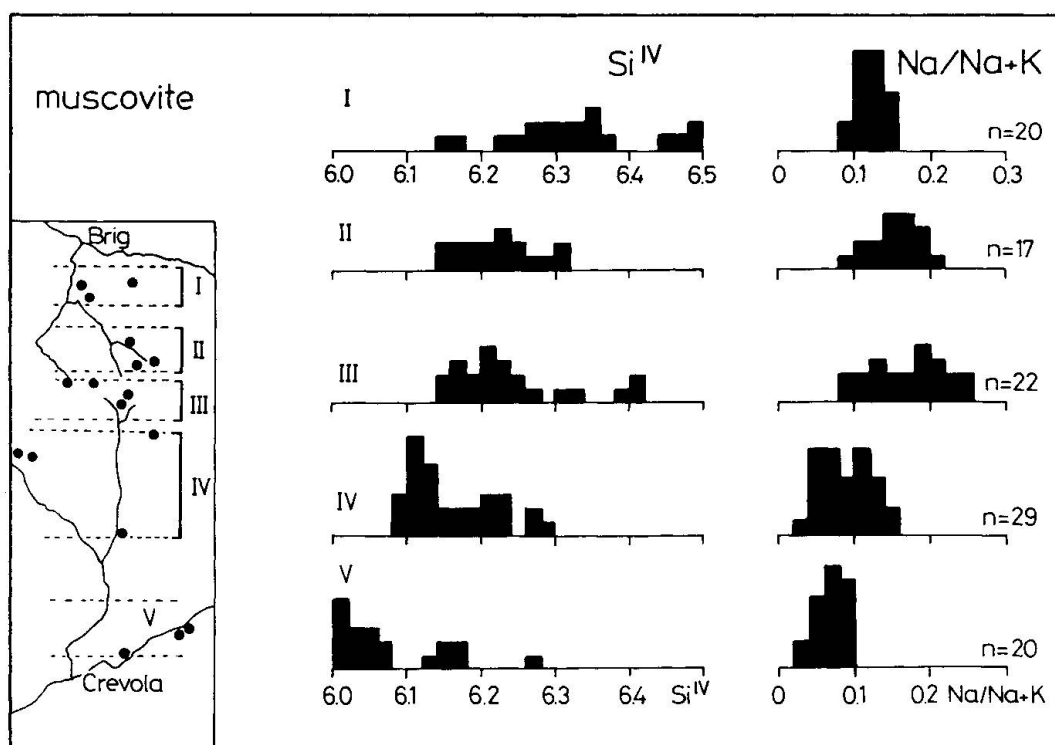 muscovite
Si^IV
Na/Na+K
I
n=20
6.0 6.1 6.2 6.3 6.4 6.5
0 0.1 0.2 0.3
II
n=17
III
n=22
IV
n=29
V
n=20
6.0 6.1 6.2 6.3 6.4 Si^IV
0 0.1 0.2 Na/Na+K
Brig
I
II
III
IV
V
Crevola